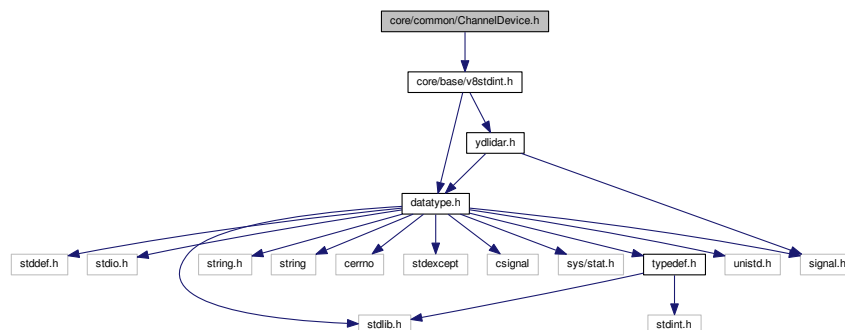 core/common/ChannelDevice.h
core/base/v8stdint.h
ydlidar.h
datatype.h
stddef.h
stdio.h
string.h
string
cerrno
stdexcept
csignal
sys/stat.h
typedef.h
unistd.h
signal.h
stdlib.h
stdint.h